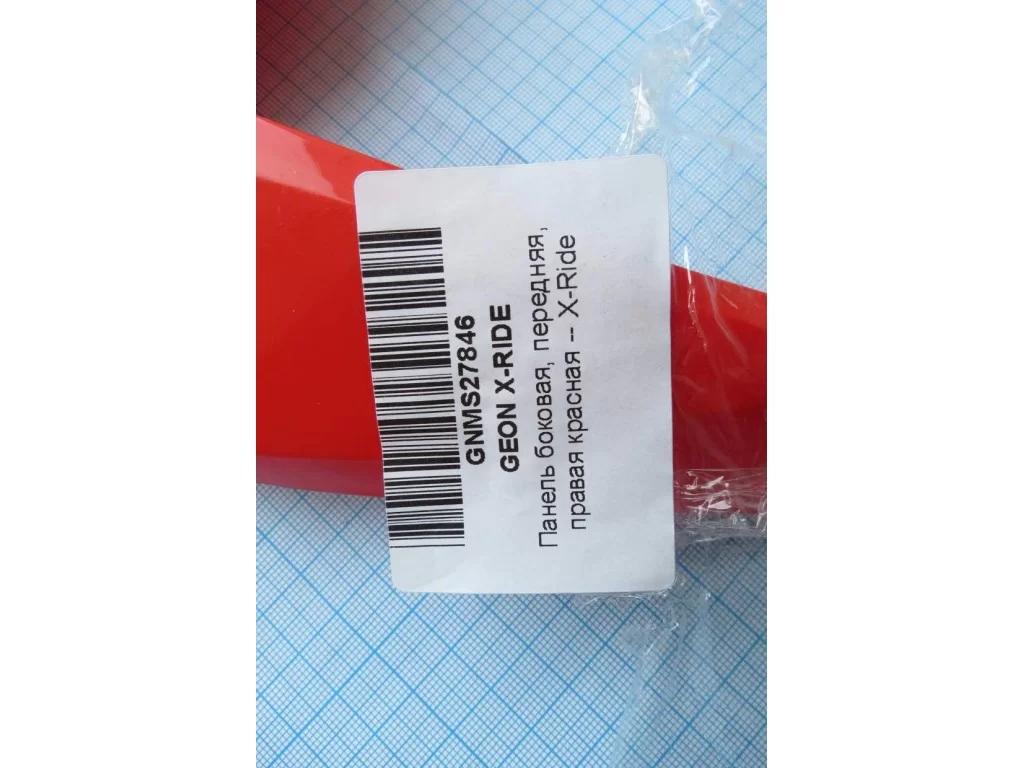 GNMS27846
GEON X-RIDE
Панель боковая, передняя,
правая красная -- X-Ride